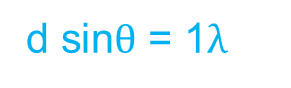 d sinθ = 1λ